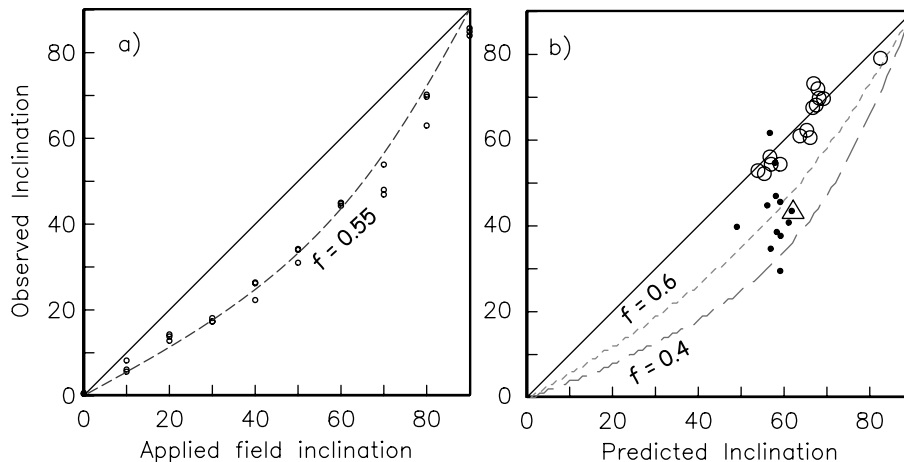 a)
80
60
40
20
0
Observed Inclination
f = 0.55
0 20 40 60 80
Applied field inclination
b)
80
60
40
20
0
f = 0.6
f = 0.4
0 20 40 60 80
Predicted Inclination